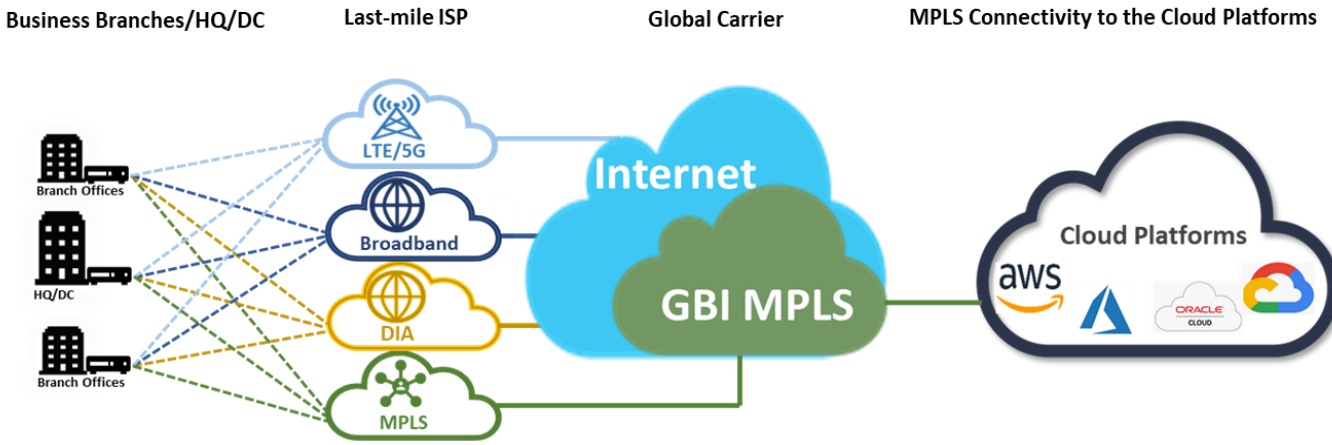 Business Branches/HQ/DC
Last-mile ISP
Global Carrier
MPLS Connectivity to the Cloud Platforms
LTE/5G
Branch Offices
Internet
Broadband
Cloud Platforms
aws
HQ/DC
GBI MPLS
ORACLE
CLOUD
DIA
Branch Offices
MPLS